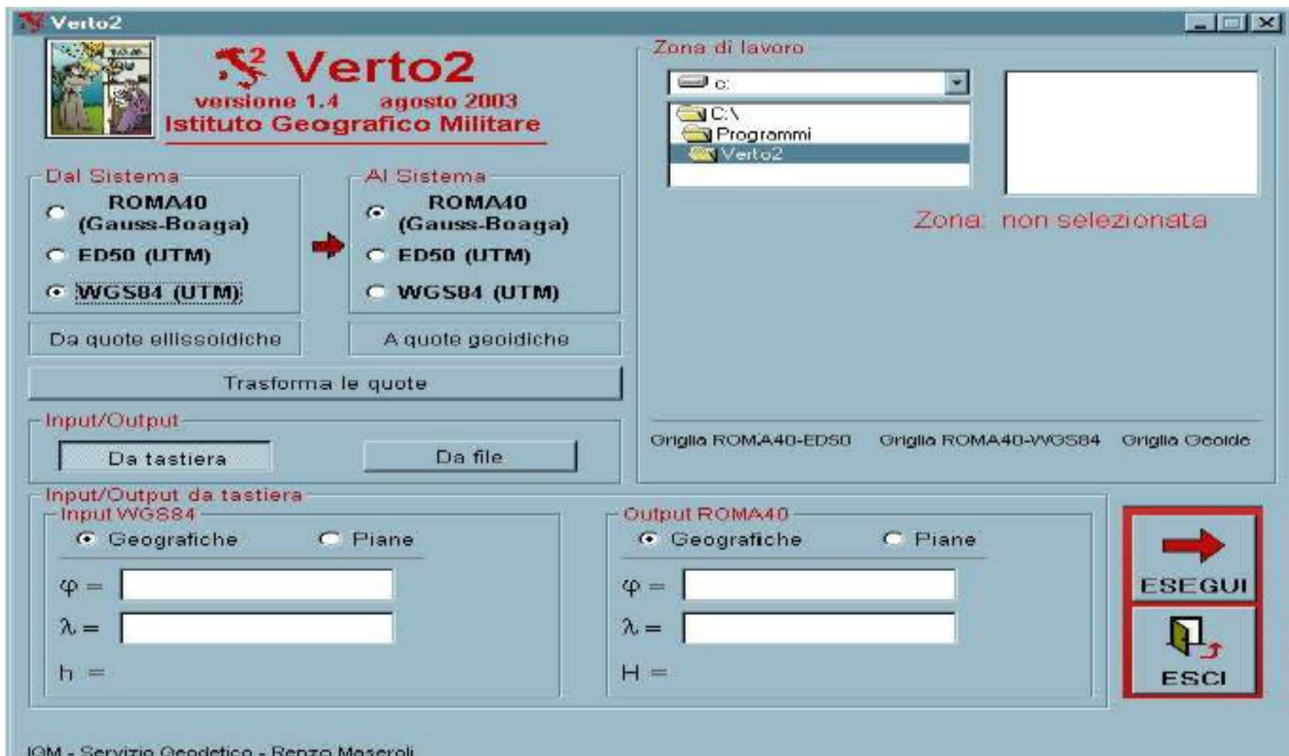 Verto2
2 Verto2
versione 1.4 agosto 2003
Istituto Geografico Militare
Dal Sistema
ROMA40
(Gauss-Boaga)
ED50 (UTM)
WGS84 (UTM)
Al Sistema
ROMA40
(Gauss-Boaga)
ED50 (UTM)
WGS84 (UTM)
Da quote ellissoidiche
A quote geoidiche
Trasforma le quote
Input/Output
Da tastiera
Da file
Zona di lavoro
c:
C:\
Programmi
Verto2
Zona: non selezionata
Griglia ROMA40-ED50 Griglia ROMA40-WGS84 Griglia Geoide
Input/Output da tastiera
Input WGS84
Geografiche Piane
φ =
λ =
h =
Output ROMA40
Geografiche Piane
φ =
λ =
H =
ESEGUI
ESCI
IGM - Servizio Geodetico - Renzo Maseroli